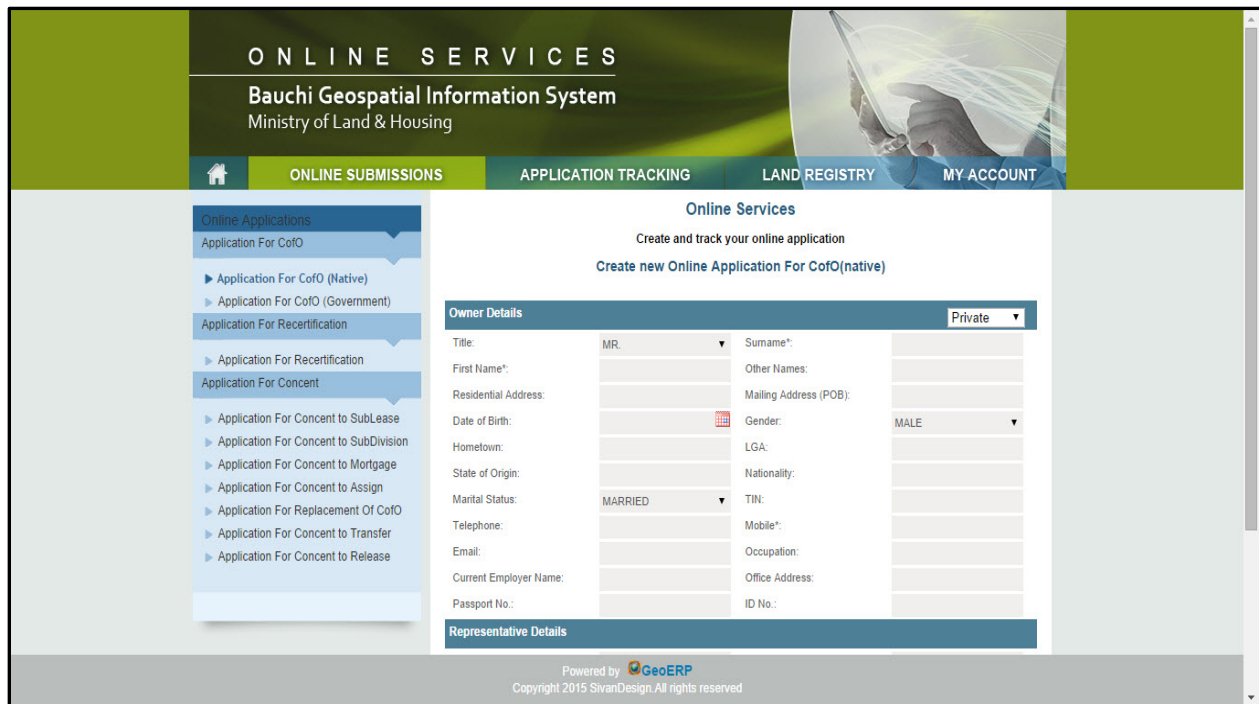 ONLINE SERVICES
Bauchi Geospatial Information System
Ministry of Land & Housing
ONLINE SUBMISSIONS APPLICATION TRACKING LAND REGISTRY MY ACCOUNT
Online Applications
Application For CofO
Application For CofO (Native)
Application For CofO (Government)
Application For Recertification
Application For Recertification
Application For Concent
Application For Concent to SubLease
Application For Concent to SubDivision
Application For Concent to Mortgage
Application For Concent to Assign
Application For Replacement Of CofO
Application For Concent to Transfer
Application For Concent to Release
Online Services
Create and track your online application
Create new Online Application For CofO(native)
Owner Details Private
Title: MR. Surname*:
First Name*: Other Names:
Residential Address: Mailing Address (POB):
Date of Birth: Gender: MALE
Hometown: LGA:
State of Origin: Nationality:
Marital Status: MARRIED TIN:
Telephone: Mobile*:
Email: Occupation:
Current Employer Name: Office Address:
Passport No.: ID No.:
Representative Details
Powered by GeoERP
Copyright 2015 SivanDesign.All rights reserved